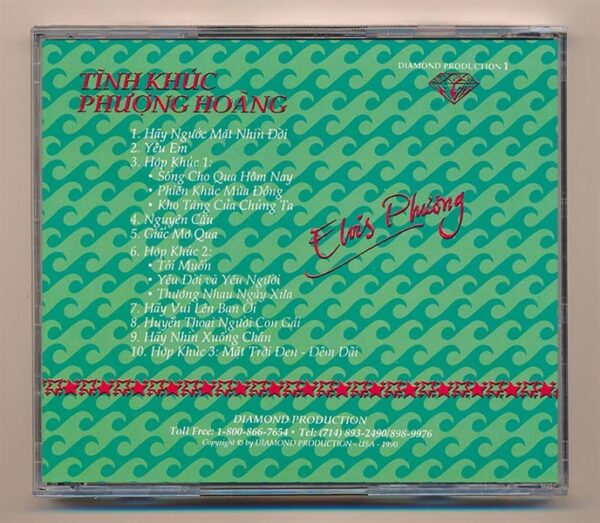 TÌNH KHÚC
PHƯỢNG HOÀNG
DIAMOND PRODUCTION 1
1. Hãy Ngước Mắt Nhìn Đời
2. Yêu Em
3. Hợp Khúc 1:
• Sống Cho Qua Hôm Nay
• Phiên Khúc Mùa Đông
• Kho Tàng Của Chúng Ta
4. Nguyện Cầu
5. Giấc Mơ Qua
6. Hợp Khúc 2:
• Tôi Muốn
• Yêu Đời và Yêu Người
• Thương Nhau Ngày Xưa
7. Hãy Vui Lên Bạn Ơi
8. Huyền Thoại Người Con Gái
9. Hãy Nhìn Xuống Chân
10. Hợp Khúc 3: Mặt Trời Đen - Đêm Dài
Elvis Phương
DIAMOND PRODUCTION
Toll Free: 1-800-866-7654 • Tel: (714) 893-2490/898-9976
Copyright © by DIAMOND PRODUCTION - USA - 1990